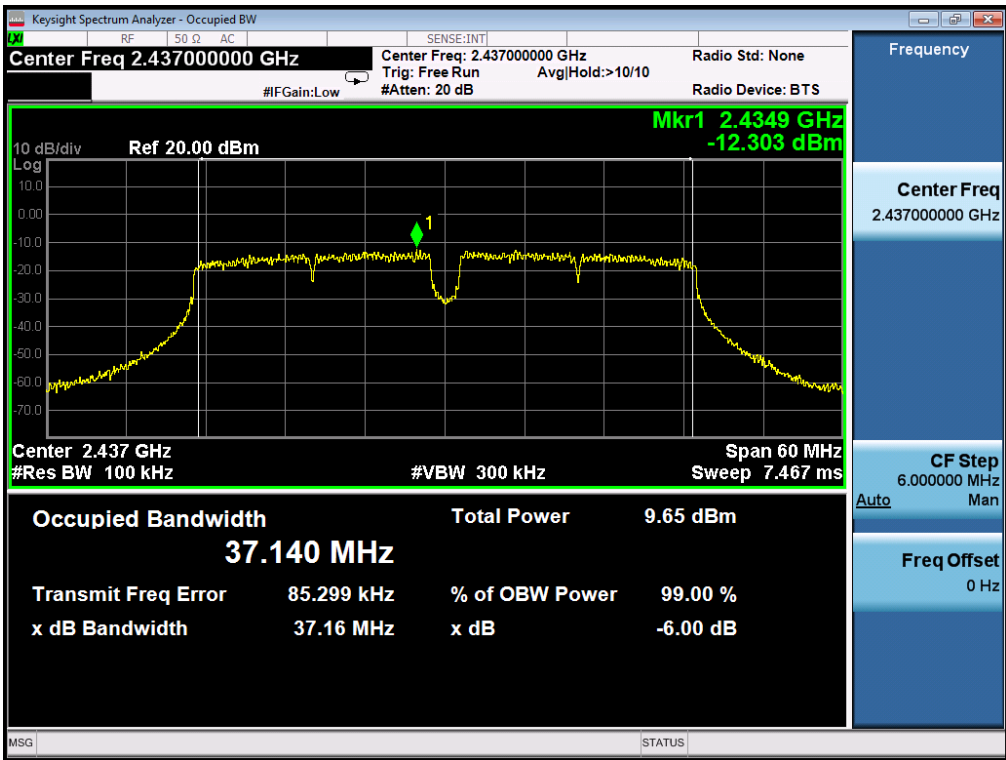 Keysight Spectrum Analyzer - Occupied BW
LXI RF 50 Ω AC SENSE:INT
Center Freq 2.437000000 GHz
Center Freq: 2.437000000 GHz Radio Std: None
Trig: Free Run Avg|Hold:>10/10
#IFGain:Low #Atten: 20 dB Radio Device: BTS
Mkr1 2.4349 GHz
-12.303 dBm
10 dB/div Ref 20.00 dBm
Log
10.0
0.00
-10.0
-20.0
-30.0
-40.0
-50.0
-60.0
-70.0
1
Center 2.437 GHz Span 60 MHz
#Res BW 100 kHz #VBW 300 kHz Sweep 7.467 ms
Occupied Bandwidth Total Power 9.65 dBm
37.140 MHz
Transmit Freq Error 85.299 kHz % of OBW Power 99.00 %
x dB Bandwidth 37.16 MHz x dB -6.00 dB
Frequency
Center Freq
2.437000000 GHz
CF Step
6.000000 MHz
Auto Man
Freq Offset
0 Hz
MSG STATUS